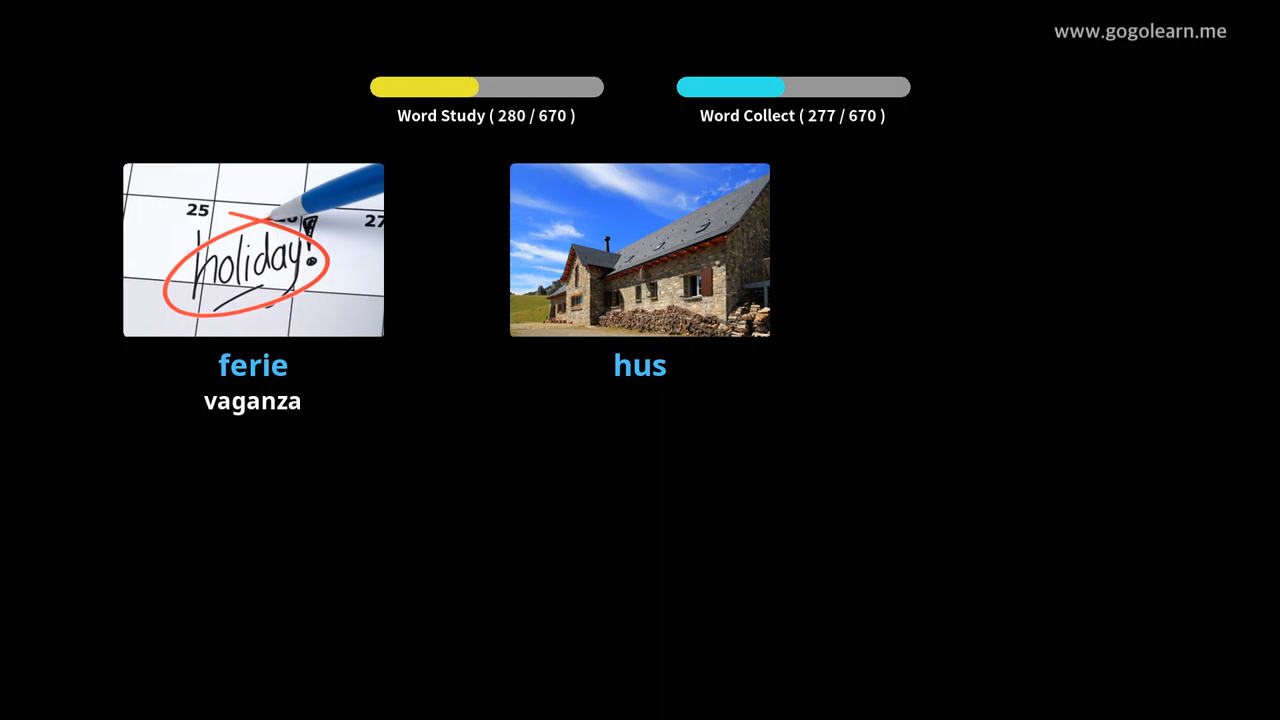 www.gogolearn.me
Word Study ( 280 / 670 )
Word Collect ( 277 / 670 )
25
27
holiday!
ferie
vaganza
hus